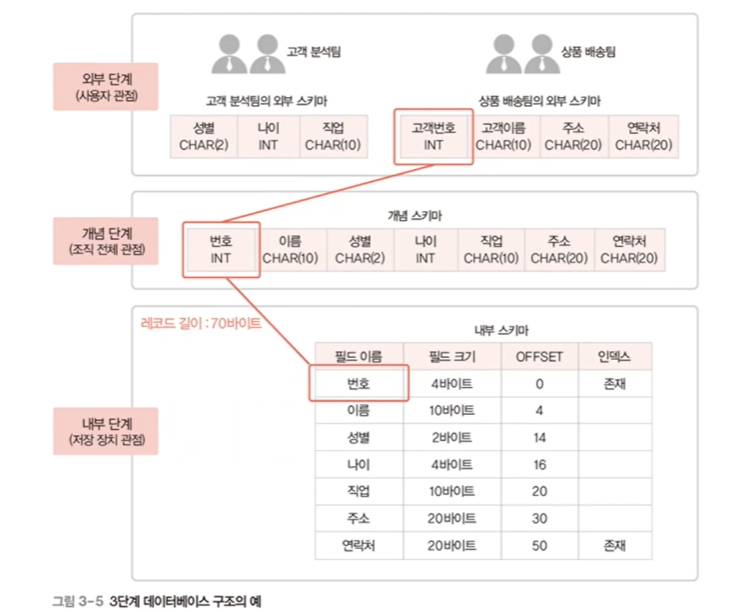 외부 단계
(사용자 관점)
고객 분석팀
상품 배송팀
고객 분석팀의 외부 스키마
상품 배송팀의 외부 스키마
성별 나이 직업
CHAR(2) INT CHAR(10)
고객번호 고객이름 주소 연락처
INT CHAR(10) CHAR(20) CHAR(20)
개념 단계
(조직 전체 관점)
개념 스키마
번호 이름 성별 나이 직업 주소 연락처
INT CHAR(10) CHAR(2) INT CHAR(10) CHAR(20) CHAR(20)
내부 단계
(저장 장치 관점)
레코드 길이 : 70바이트
내부 스키마
필드 이름 필드 크기 OFFSET 인덱스
번호 4바이트 0 존재
이름 10바이트 4
성별 2바이트 14
나이 4바이트 16
직업 10바이트 20
주소 20바이트 30
연락처 20바이트 50 존재
그림 3-5 3단계 데이터베이스 구조의 예